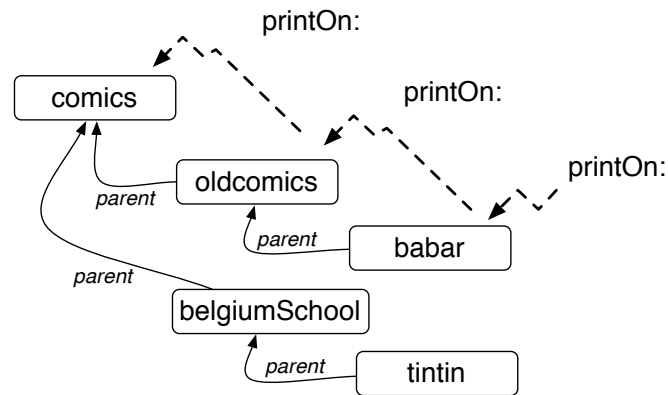 printOn:
comics
printOn:
oldcomics
printOn:
parent
parent
babar
parent
belgiumSchool
parent
tintin